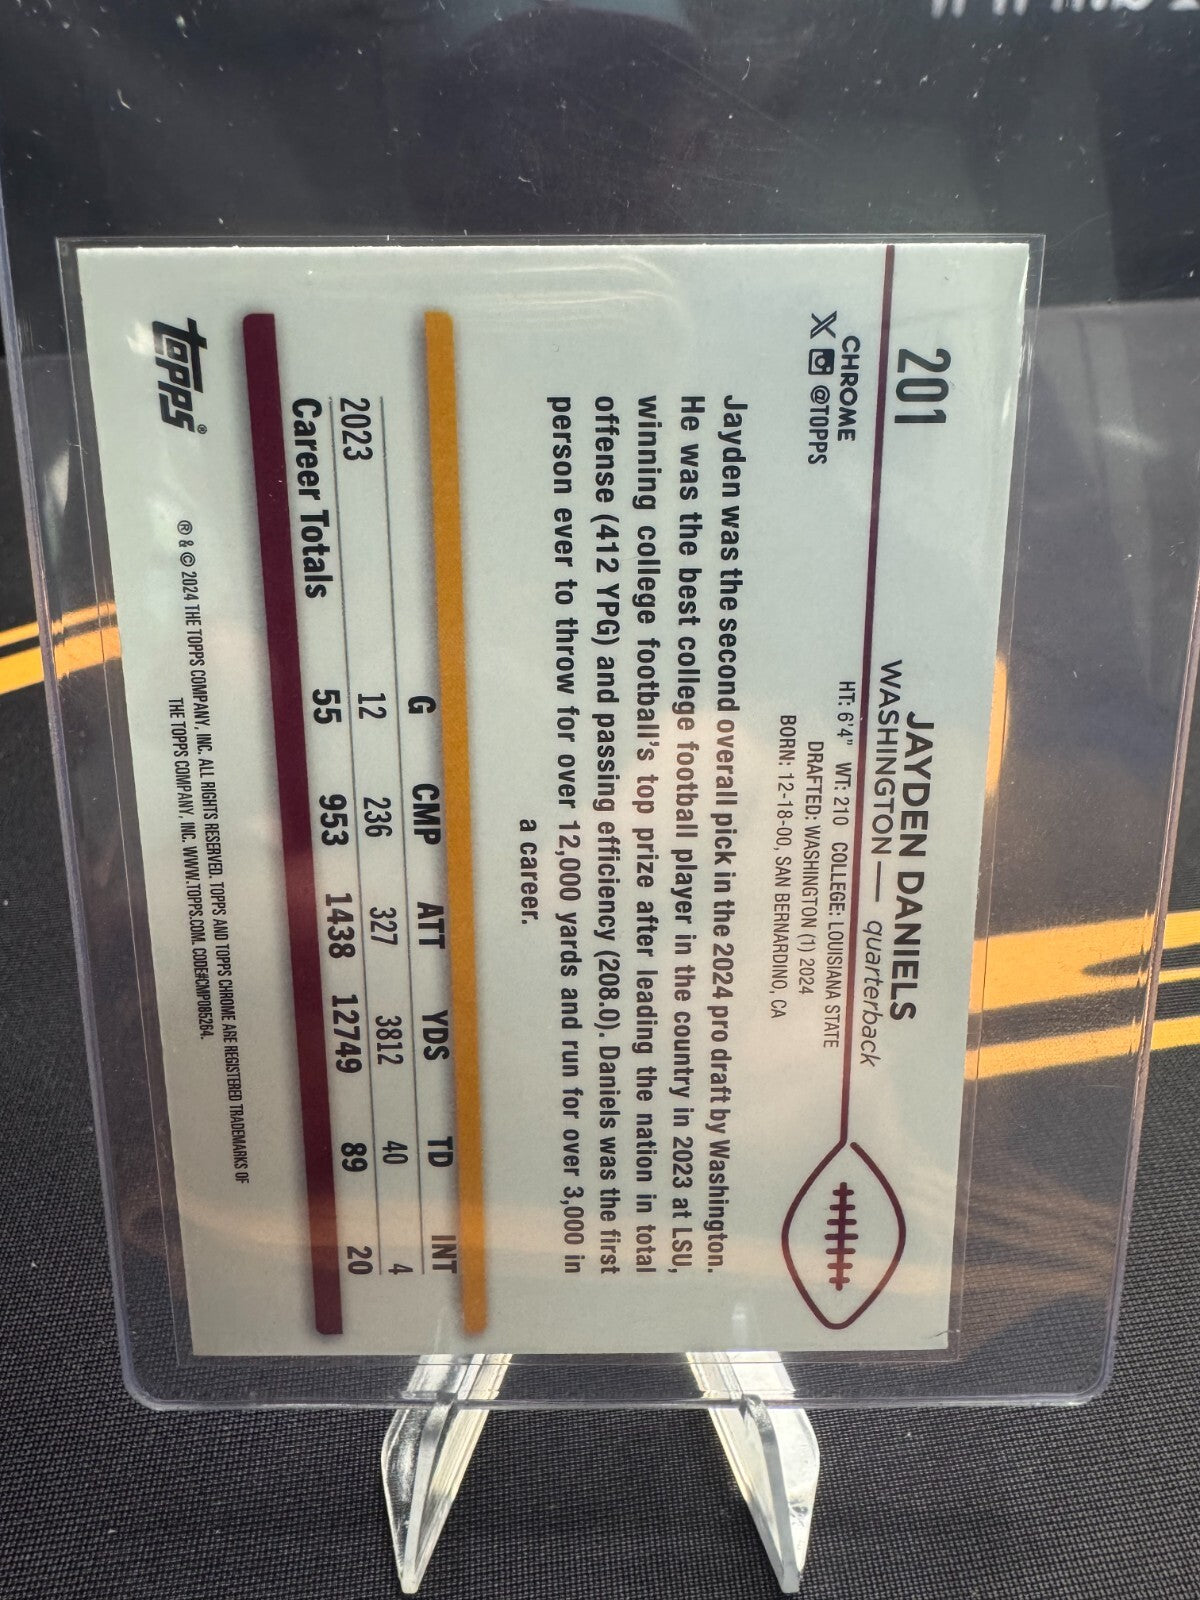 201
JAYDEN DANIELS
WASHINGTON — quarterback
CHROME
X @TOPPS
HT: 6'4" WT: 210 COLLEGE: LOUISIANA STATE
DRAFTED: WASHINGTON (1) 2024
BORN: 12-18-00, SAN BERNARDINO, CA
Jayden was the second overall pick in the 2024 pro draft by Washington.
He was the best college football player in the country in 2023 at LSU,
winning college football's top prize after leading the nation in total
offense (412 YPG) and passing efficiency (208.0). Daniels was the first
person ever to throw for over 12,000 yards and run for over 3,000 in
a career.
G CMP ATT YDS TD INT
2023 12 236 327 3812 40 4
Career Totals 55 953 1438 12749 89 20
topps®
® & © 2024 THE TOPPS COMPANY, INC. ALL RIGHTS RESERVED. TOPPS AND TOPPS CHROME ARE REGISTERED TRADEMARKS OF
THE TOPPS COMPANY, INC. WWW.TOPPS.COM. CODE#CMP085264.